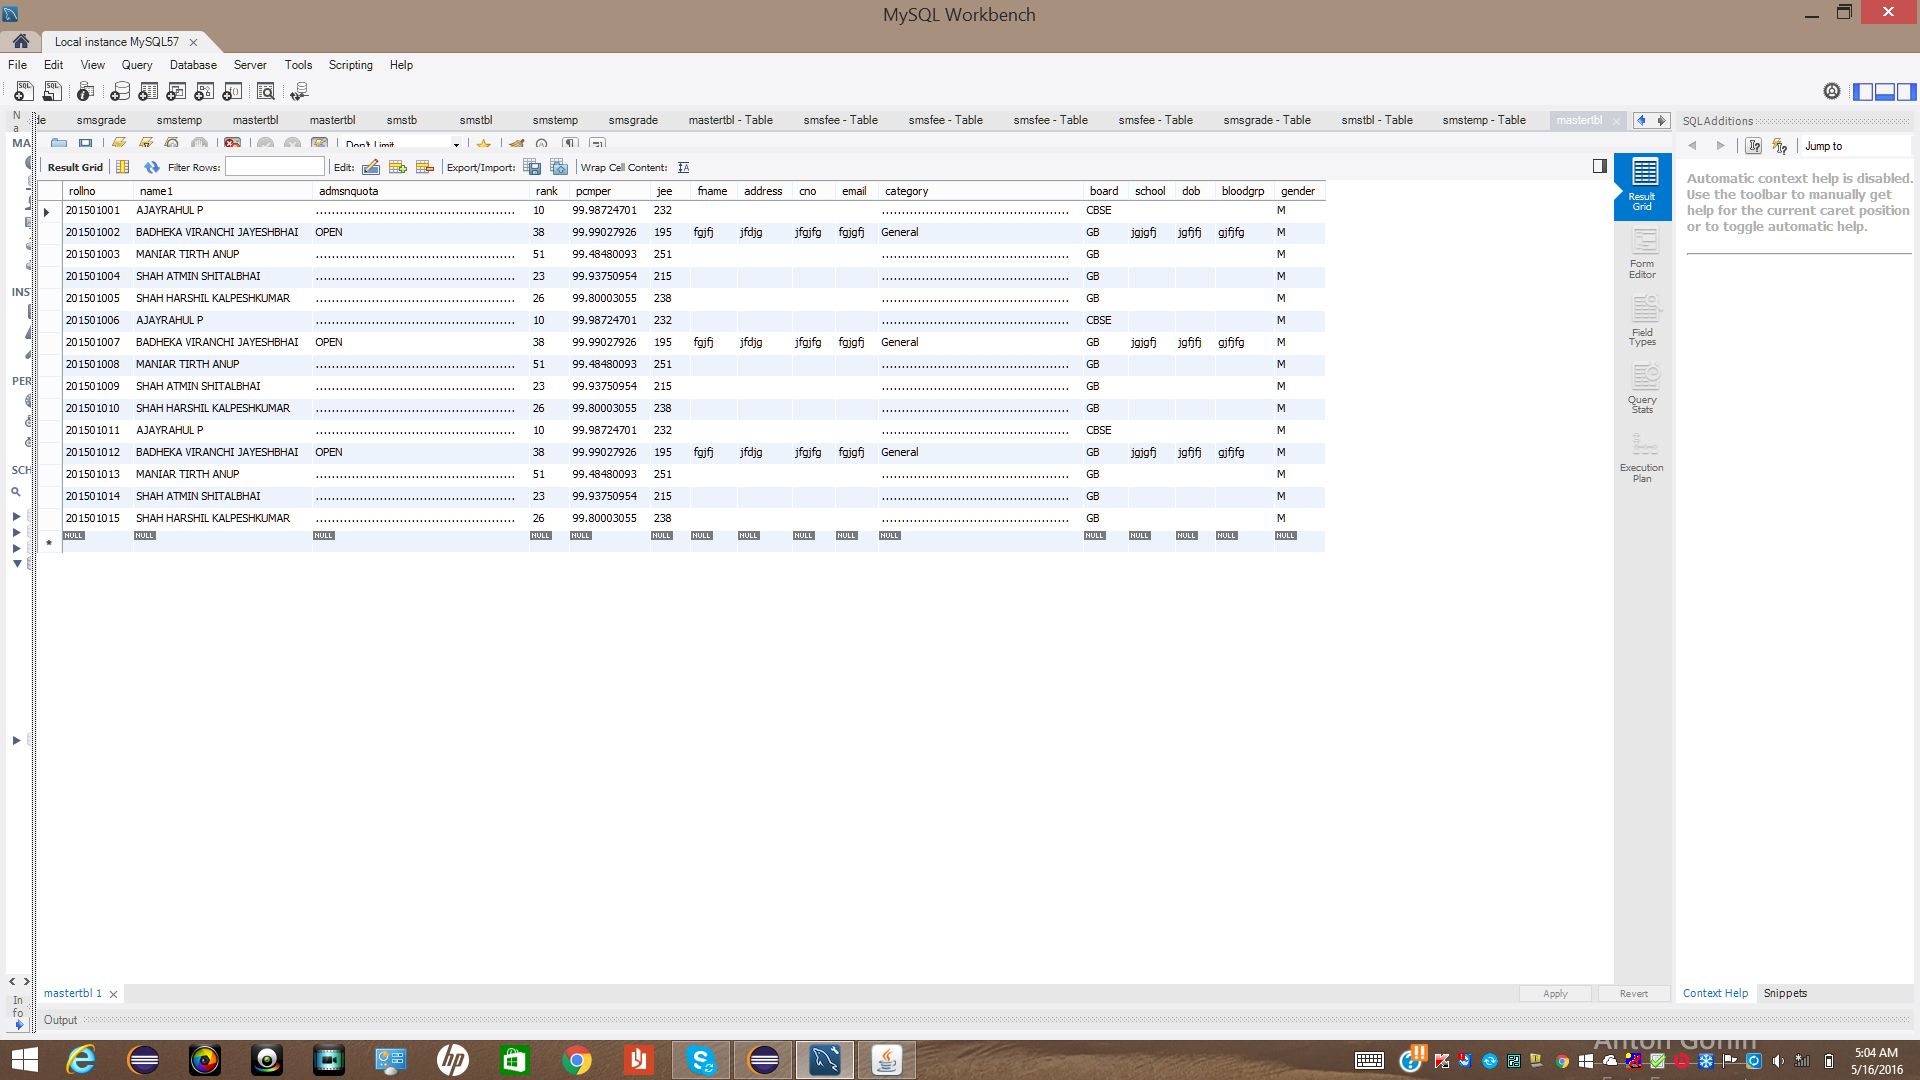 MySQL Workbench
Local instance MySQL57
File Edit View Query Database Server Tools Scripting Help
smsgrade smstemp mastertbl mastertbl smstb smstbl smstemp smsgrade mastertbl - Table smsfee - Table smsfee - Table smsfee - Table smsfee - Table smsgrade - Table smstbl - Table smstemp - Table mastertbl
SQLAdditions
Don't Limit
Jump to
Result Grid Filter Rows: Edit: Export/Import: Wrap Cell Content:
rollno name1 admsnquota rank pcmper jee fname address cno email category board school dob bloodgrp gender
201501001 AJAYRAHUL P .................................................. 10 99.98724701 232 .................................................. CBSE M
201501002 BADHEKA VIRANCHI JAYESHBHAI OPEN 38 99.99027926 195 fgjfj jfdjg jfgjfg fgjgfj General GB jgjgfj jgfjfj gjfjfg M
201501003 MANIAR TIRTH ANUP .................................................. 51 99.48480093 251 .................................................. GB M
201501004 SHAH ATMIN SHITALBHAI .................................................. 23 99.93750954 215 .................................................. GB M
201501005 SHAH HARSHIL KALPESHKUMAR .................................................. 26 99.80003055 238 .................................................. GB M
201501006 AJAYRAHUL P .................................................. 10 99.98724701 232 .................................................. CBSE M
201501007 BADHEKA VIRANCHI JAYESHBHAI OPEN 38 99.99027926 195 fgjfj jfdjg jfgjfg fgjgfj General GB jgjgfj jgfjfj gjfjfg M
201501008 MANIAR TIRTH ANUP .................................................. 51 99.48480093 251 .................................................. GB M
201501009 SHAH ATMIN SHITALBHAI .................................................. 23 99.93750954 215 .................................................. GB M
201501010 SHAH HARSHIL KALPESHKUMAR .................................................. 26 99.80003055 238 .................................................. GB M
201501011 AJAYRAHUL P .................................................. 10 99.98724701 232 .................................................. CBSE M
201501012 BADHEKA VIRANCHI JAYESHBHAI OPEN 38 99.99027926 195 fgjfj jfdjg jfgjfg fgjgfj General GB jgjgfj jgfjfj gjfjfg M
201501013 MANIAR TIRTH ANUP .................................................. 51 99.48480093 251 .................................................. GB M
201501014 SHAH ATMIN SHITALBHAI .................................................. 23 99.93750954 215 .................................................. GB M
201501015 SHAH HARSHIL KALPESHKUMAR .................................................. 26 99.80003055 238 .................................................. GB M
NULL NULL NULL NULL NULL NULL NULL NULL NULL NULL NULL NULL NULL NULL NULL NULL
Result Grid
Form Editor
Field Types
Query Stats
Execution Plan
Automatic context help is disabled.
Use the toolbar to manually get
help for the current caret position
or to toggle automatic help.
mastertbl 1
Apply Revert
Context Help Snippets
Output
5:04 AM
5/16/2016